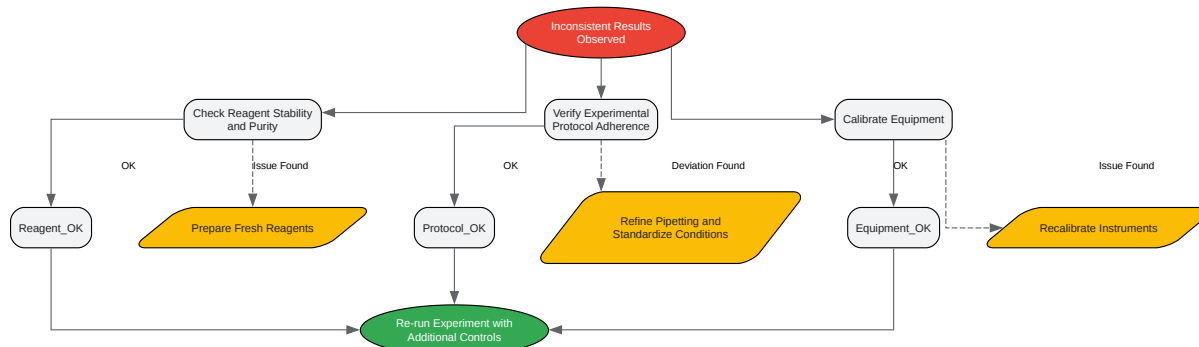 Inconsistent Results
Observed
Check Reagent Stability
and Purity
Verify Experimental
Protocol Adherence
Calibrate Equipment
OK
Issue Found
OK
Deviation Found
OK
Issue Found
Reagent_OK
Prepare Fresh Reagents
Protocol_OK
Refine Pipetting and
Standardize Conditions
Equipment_OK
Recalibrate Instruments
Re-run Experiment with
Additional Controls